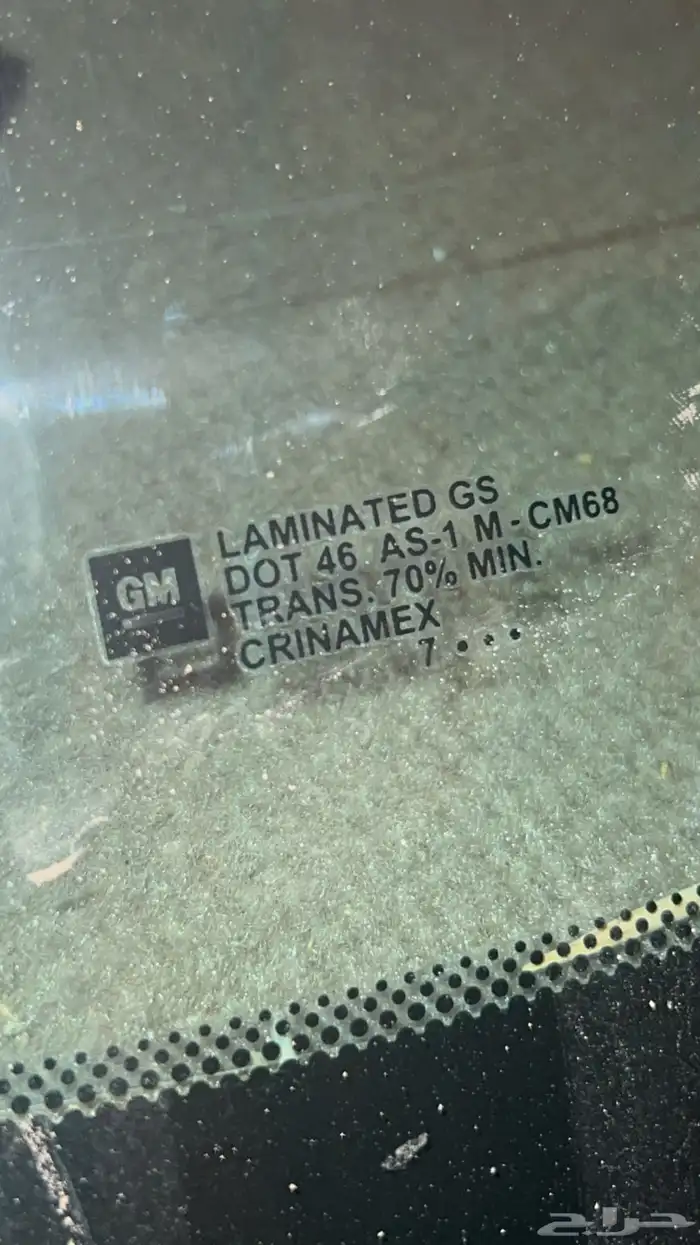 GM
LAMINATED GS
DOT 46 AS-1 M-CM68
TRANS. 70% MIN.
CRINAMEX
7 • • •
حراج